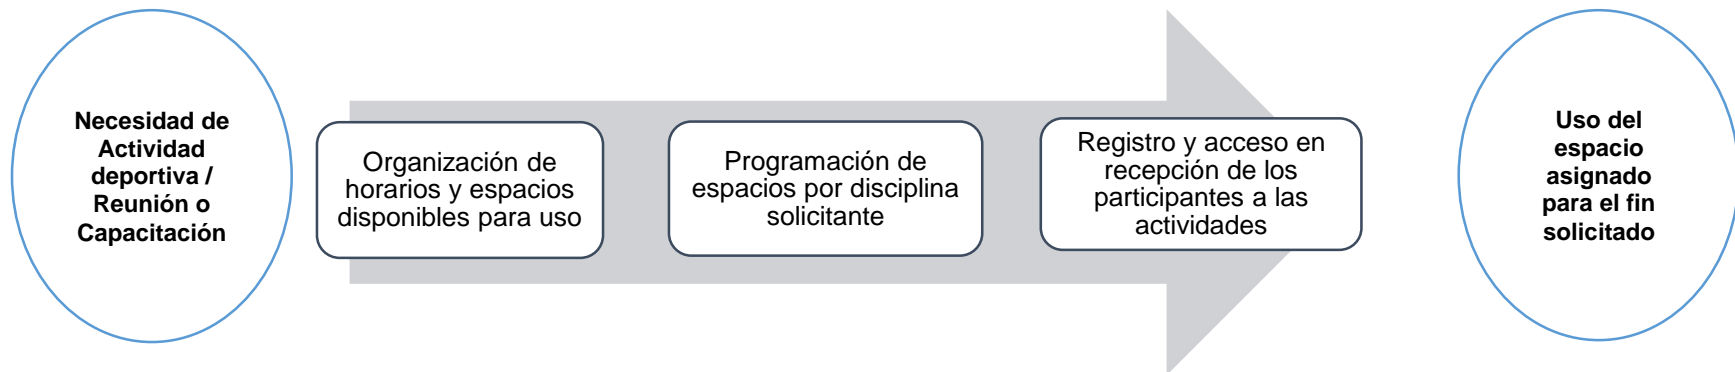 Necesidad de
Actividad
deportiva /
Reunión o
Capacitación
Organización de
horarios y espacios
disponibles para uso
Programación de
espacios por disciplina
solicitante
Registro y acceso en
recepción de los
participantes a las
actividades
Uso del
espacio
asignado
para el fin
solicitado